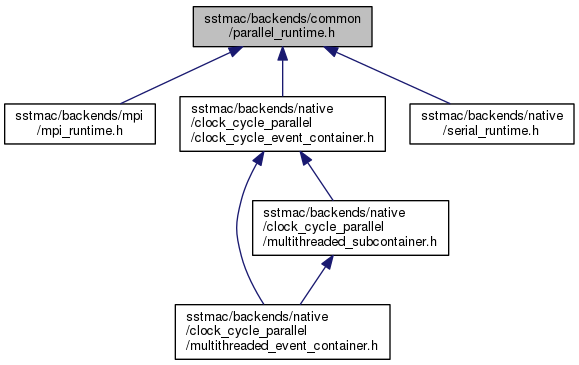 sstmac/backends/common
/parallel_runtime.h
sstmac/backends/mpi
/mpi_runtime.h
sstmac/backends/native
/clock_cycle_parallel
/clock_cycle_event_container.h
sstmac/backends/native
/serial_runtime.h
sstmac/backends/native
/clock_cycle_parallel
/multithreaded_subcontainer.h
sstmac/backends/native
/clock_cycle_parallel
/multithreaded_event_container.h